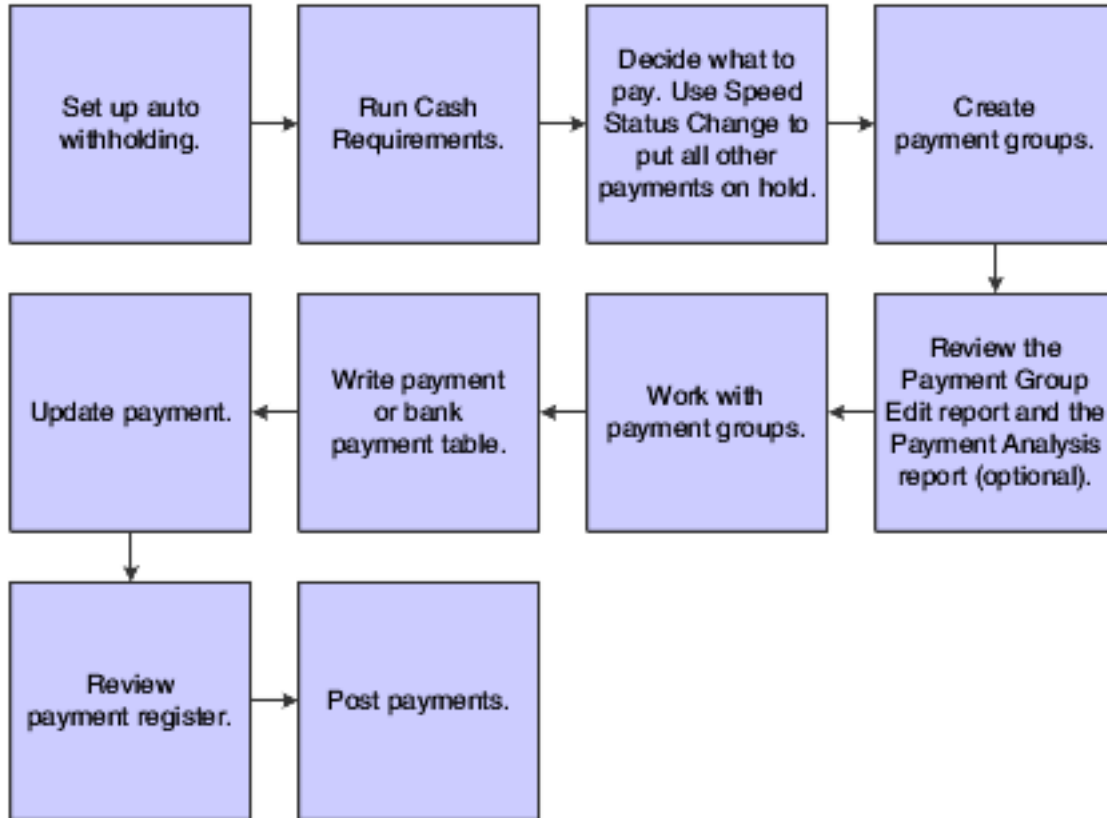 Set up auto
withholding.
Run Cash
Requirements.
Decide what to
pay. Use Speed
Status Change to
put all other
payments on hold.
Create
payment groups.
Review the
Payment Group
Edit report and the
Payment Analysis
report (optional).
Work with
payment groups.
Write payment
or bank
payment table.
Update payment.
Review
payment register.
Post payments.